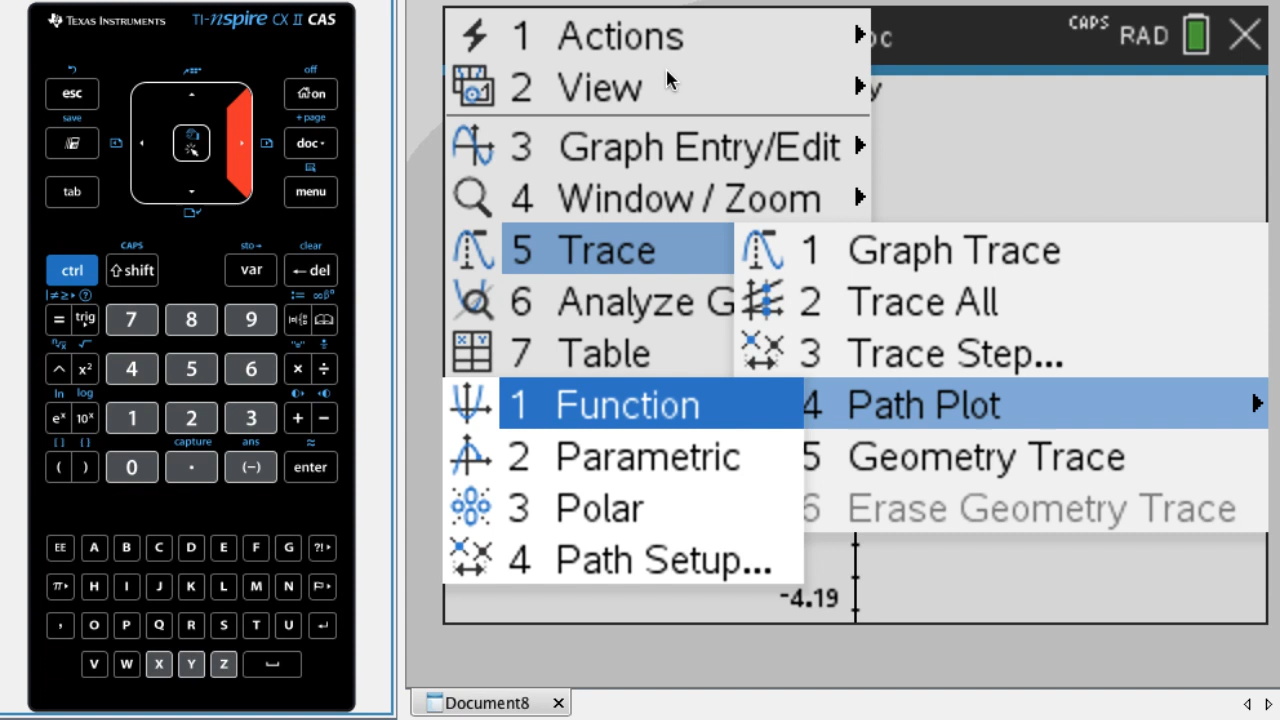 TEXAS INSTRUMENTS TI-nspire CX II CAS
off
esc
on
save
+ page
doc
tab
menu
CAPS
sto→
clear
ctrl
shift
var
← del
:= ∞β°
= trig 7 8 9
^ x² 4 5 6 × ÷
ln log
eˣ 10ˣ 1 2 3 + −
[ ] { } capture ans ≈
( ) 0 . (−) enter
EE A B C D E F G ?!▸
π▸ H I J K L M N
, O P Q R S T U ↵
V W X Y Z
1 Actions
2 View
3 Graph Entry/Edit
4 Window / Zoom
5 Trace
6 Analyze G
7 Table
1 Graph Trace
2 Trace All
3 Trace Step...
4 Path Plot
5 Geometry Trace
6 Erase Geometry Trace
1 Function
2 Parametric
3 Polar
4 Path Setup...
oc
CAPS RAD
y
-4.19
Document8